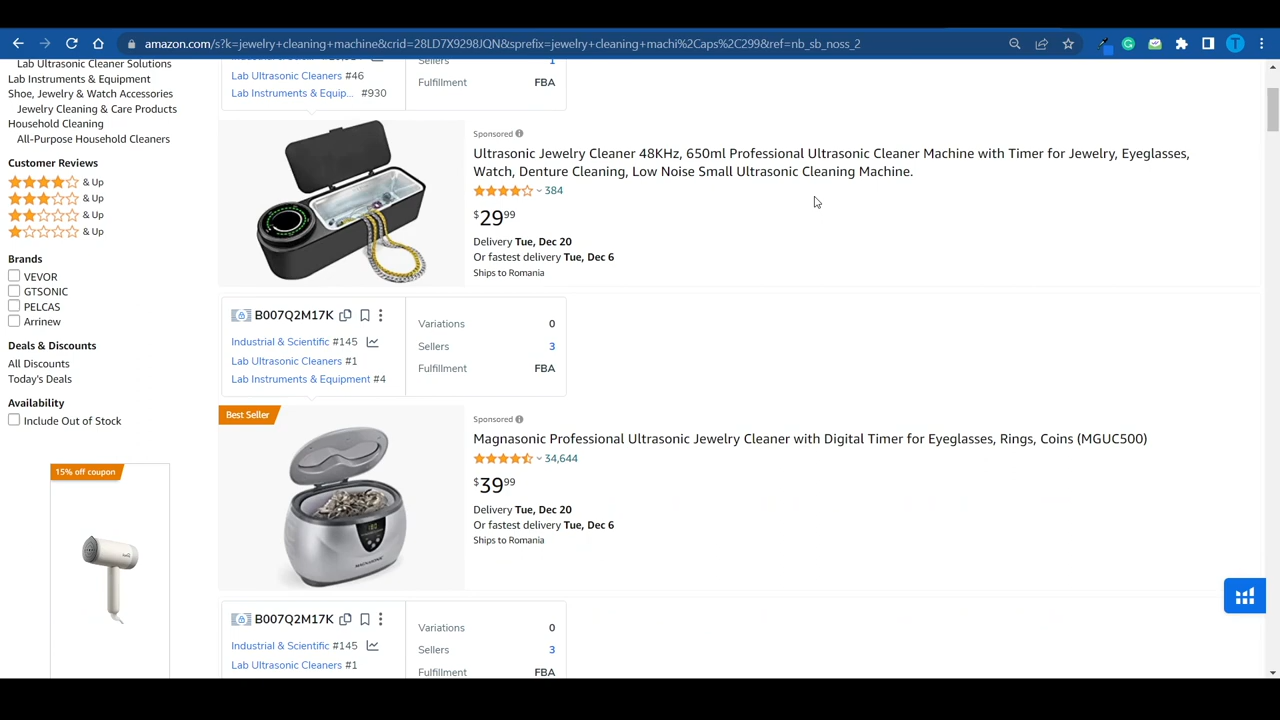 amazon.com/s?k=jewelry+cleaning+machine&crid=28LD7X9298JQN&sprefix=jewelry+cleaning+machi%2Caps%2C299&ref=nb_sb_noss_2
T
Lab Ultrasonic Cleaner Solutions
Lab Instruments & Equipment
Shoe, Jewelry & Watch Accessories
Jewelry Cleaning & Care Products
Household Cleaning
All-Purpose Household Cleaners
Customer Reviews
& Up
& Up
& Up
& Up
Brands
VEVOR
GTSONIC
PELCAS
Arrinew
Deals & Discounts
All Discounts
Today's Deals
Availability
Include Out of Stock
15% off coupon
Lab Ultrasonic Cleaners #46
Lab Instruments & Equip... #930
Sellers 1
Fulfillment FBA
Sponsored
Ultrasonic Jewelry Cleaner 48KHz, 650ml Professional Ultrasonic Cleaner Machine with Timer for Jewelry, Eyeglasses,
Watch, Denture Cleaning, Low Noise Small Ultrasonic Cleaning Machine.
384
$2999
Delivery Tue, Dec 20
Or fastest delivery Tue, Dec 6
Ships to Romania
B007Q2M17K
Industrial & Scientific #145
Lab Ultrasonic Cleaners #1
Lab Instruments & Equipment #4
Variations 0
Sellers 3
Fulfillment FBA
Best Seller
Sponsored
Magnasonic Professional Ultrasonic Jewelry Cleaner with Digital Timer for Eyeglasses, Rings, Coins (MGUC500)
34,644
$3999
Delivery Tue, Dec 20
Or fastest delivery Tue, Dec 6
Ships to Romania
180
MAGNASONIC
B007Q2M17K
Industrial & Scientific #145
Lab Ultrasonic Cleaners #1
Variations 0
Sellers 3
Fulfillment FBA